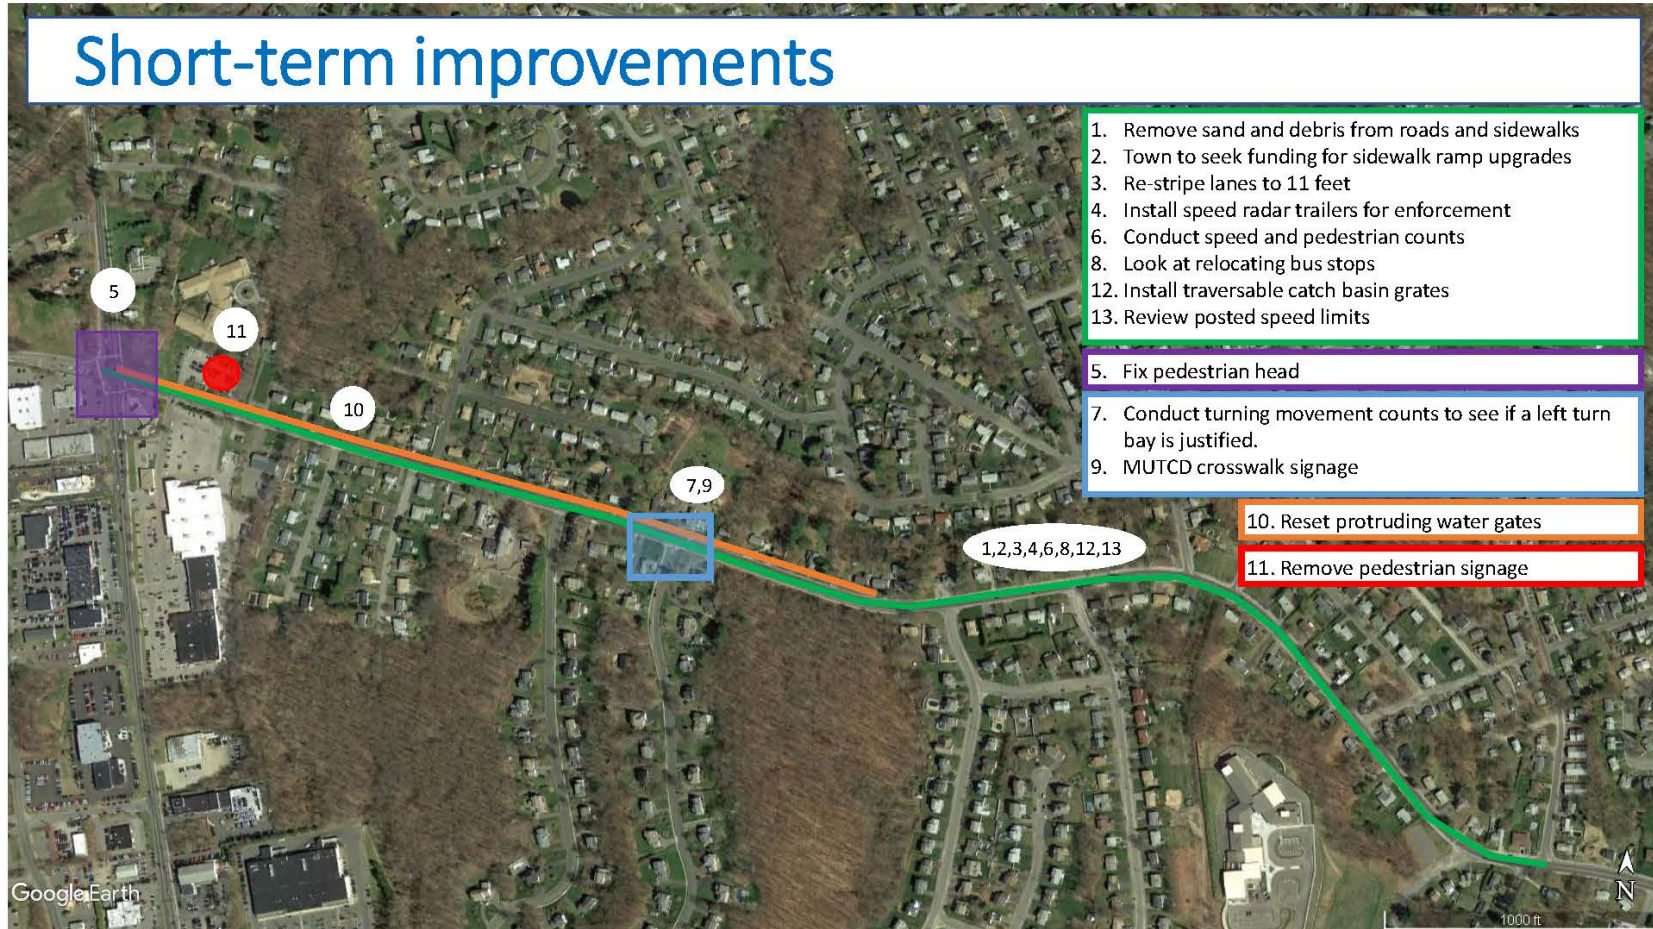 Short-term improvements
1. Remove sand and debris from roads and sidewalks
2. Town to seek funding for sidewalk ramp upgrades
3. Re-stripe lanes to 11 feet
4. Install speed radar trailers for enforcement
6. Conduct speed and pedestrian counts
8. Look at relocating bus stops
12. Install traversable catch basin grates
13. Review posted speed limits
5. Fix pedestrian head
7. Conduct turning movement counts to see if a left turn
bay is justified.
9. MUTCD crosswalk signage
10. Reset protruding water gates
11. Remove pedestrian signage
5
11
10
7,9
1,2,3,4,6,8,12,13
Google Earth
N
1000 ft